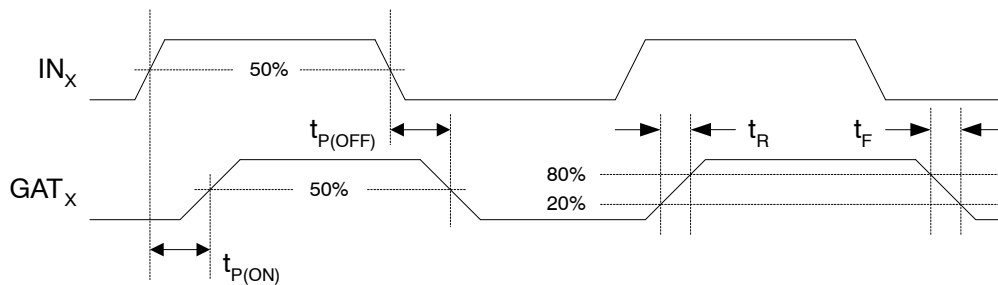 IN_X
50%
t_P(OFF)
t_R
t_F
GAT_X
50%
80%
20%
t_P(ON)